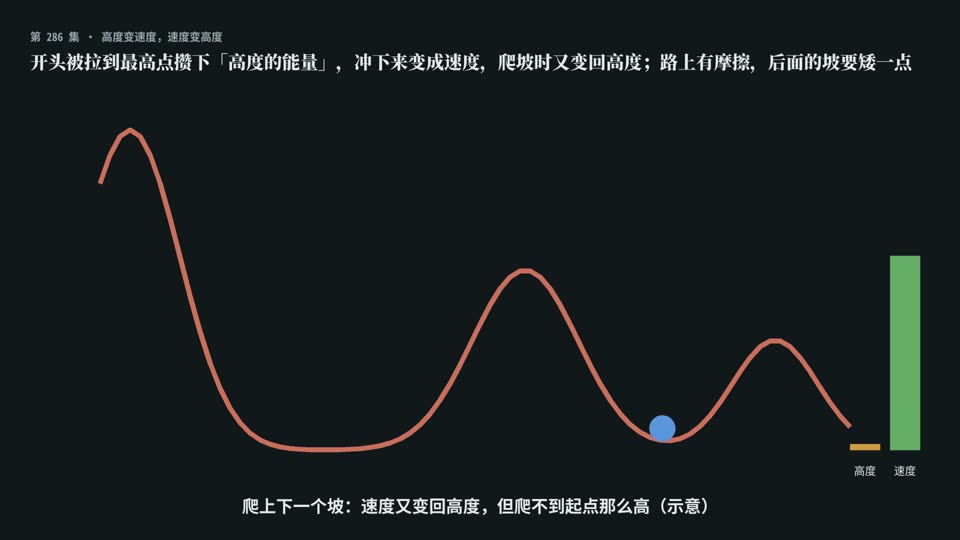 第 286 集 · 高度变速度，速度变高度
开头被拉到最高点攒下「高度的能量」，冲下来变成速度，爬坡时又变回高度；路上有摩擦，后面的坡要矮一点
高度
速度
爬上下一个坡：速度又变回高度，但爬不到起点那么高（示意）